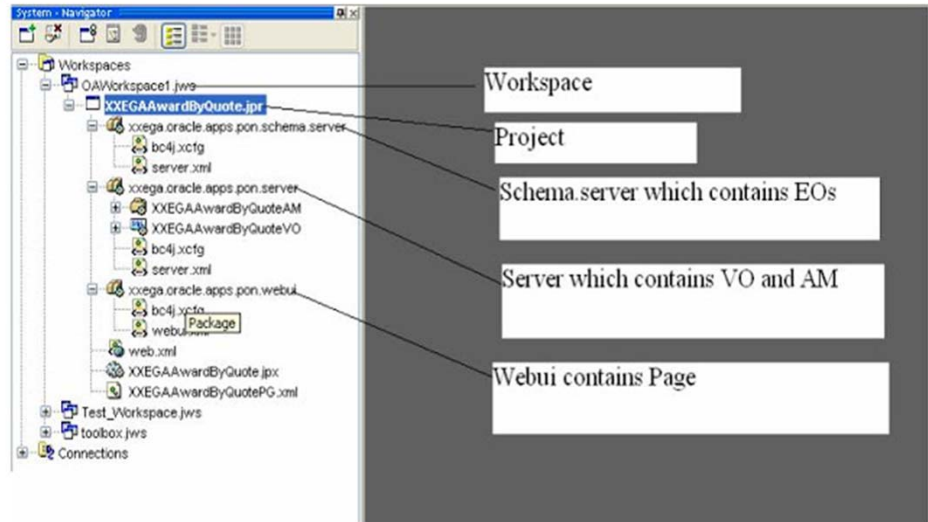 System - Navigator
Workspaces
OAWorkspace1.jws
XXEGAAwardByQuote.jpr
xxega.oracle.apps.pon.schema.server
bc4j.xcfg
server.xml
xxega.oracle.apps.pon.server
XXEGAAwardByQuoteAM
XXEGAAwardByQuoteVO
bc4j.xcfg
server.xml
xxega.oracle.apps.pon.webui
bc4j.xcfg
Package
web.xml
XXEGAAwardByQuote.jpx
XXEGAAwardByQuotePG.xml
Test_Workspace.jws
toolbox.jws
Connections
Workspace
Project
Schema.server which contains EOs
Server which contains VO and AM
Webui contains Page